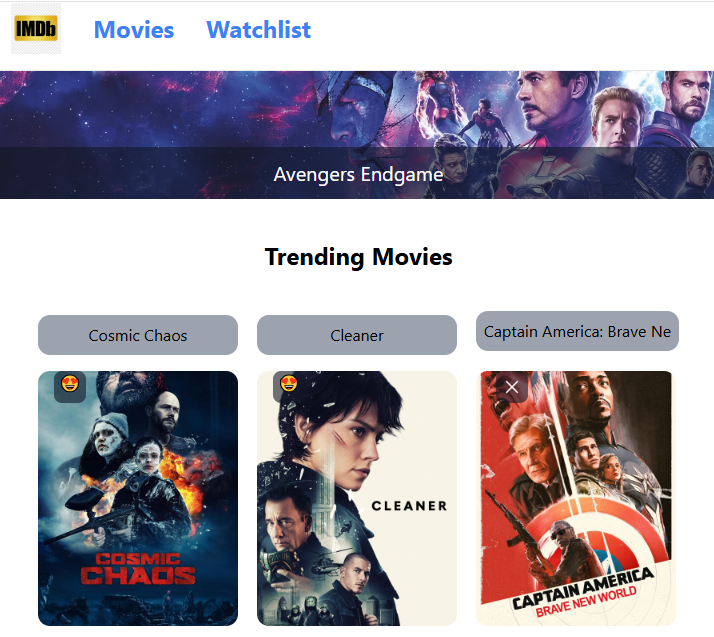 IMDb
Movies
Watchlist
Avengers Endgame
Trending Movies
Cosmic Chaos
Cleaner
Captain America: Brave Ne
COSMIC
CHAOS
CLEANER
CAPTAIN AMERICA
BRAVE NEW WORLD